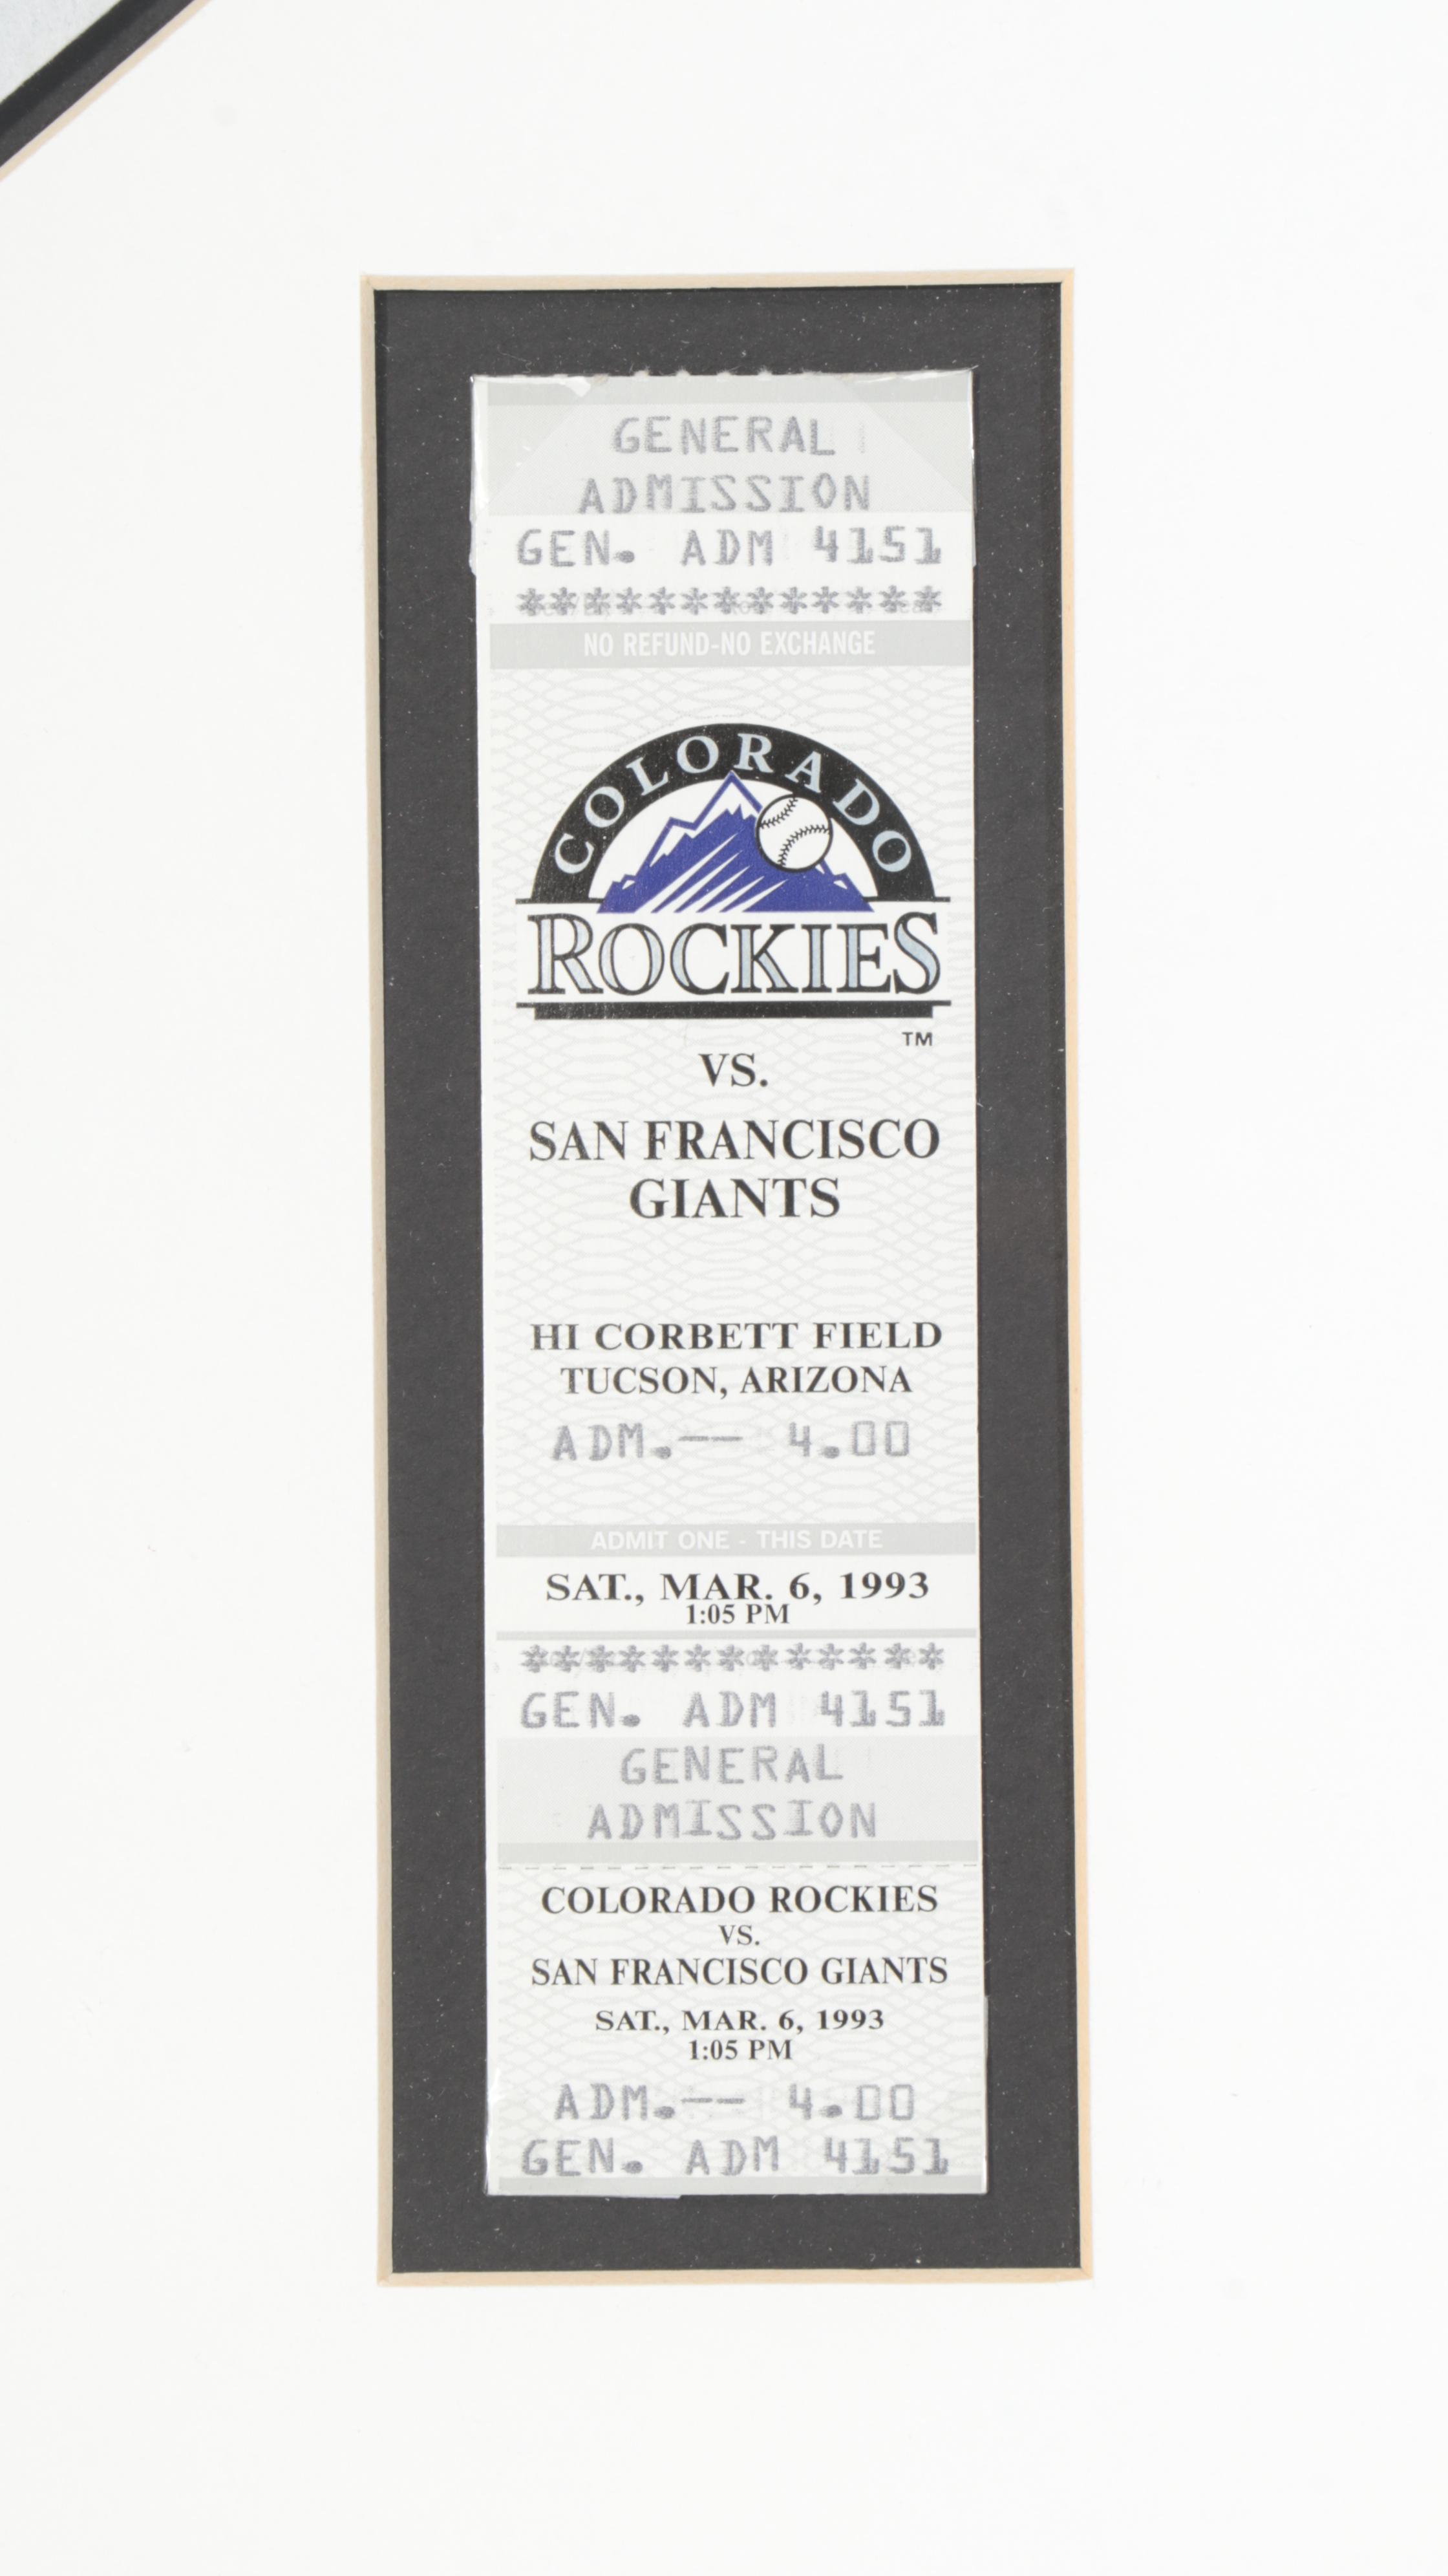 GENERAL
ADMISSION
GEN. ADM 4151
*************
NO REFUND-NO EXCHANGE
COLORADO
ROCKIES
TM
VS.
SAN FRANCISCO
GIANTS
HI CORBETT FIELD
TUCSON, ARIZONA
ADM.-- 4.00
ADMIT ONE - THIS DATE
SAT., MAR. 6, 1993
1:05 PM
*************
GEN. ADM 4151
GENERAL
ADMISSION
COLORADO ROCKIES
VS.
SAN FRANCISCO GIANTS
SAT., MAR. 6, 1993
1:05 PM
ADM.-- 4.00
GEN. ADM 4151